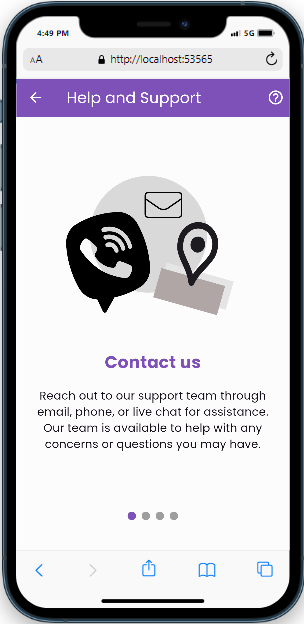 4:49 PM
5G
AA
http://localhost:53565
Help and Support
Contact us
Reach out to our support team through
email, phone, or live chat for assistance.
Our team is available to help with any
concerns or questions you may have.